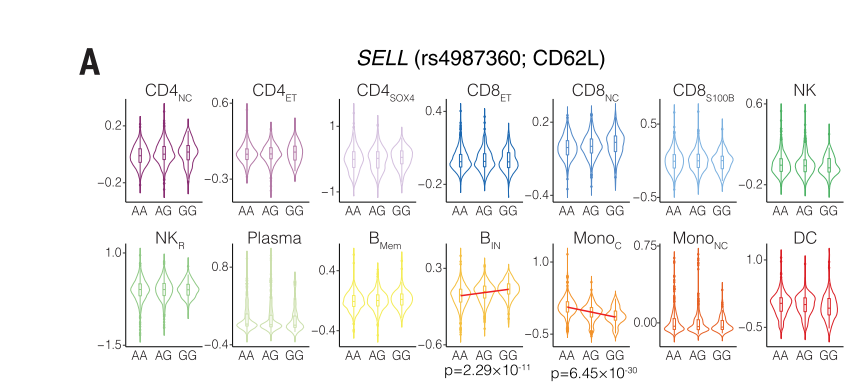 A
SELL (rs4987360; CD62L)
CD4NC CD4ET CD4SOX4 CD8ET CD8NC CD8S100B NK
0.2 −0.2 0.6 −0.3 1 −1 0.4 −0.2 0.2 −0.4 0.5 −0.5 0.6 −0.2
AA AG GG AA AG GG AA AG GG AA AG GG AA AG GG AA AG GG AA AG GG
NKR Plasma BMem BIN MonoC MonoNC DC
1.0 −1.5 0.8 −0.4 0.4 −0.4 0.3 −0.6 1.0 −0.5 0.75 0.00 1.0 −0.5
AA AG GG AA AG GG AA AG GG AA AG GG AA AG GG AA AG GG AA AG GG
p=2.29×10-11 p=6.45×10-30